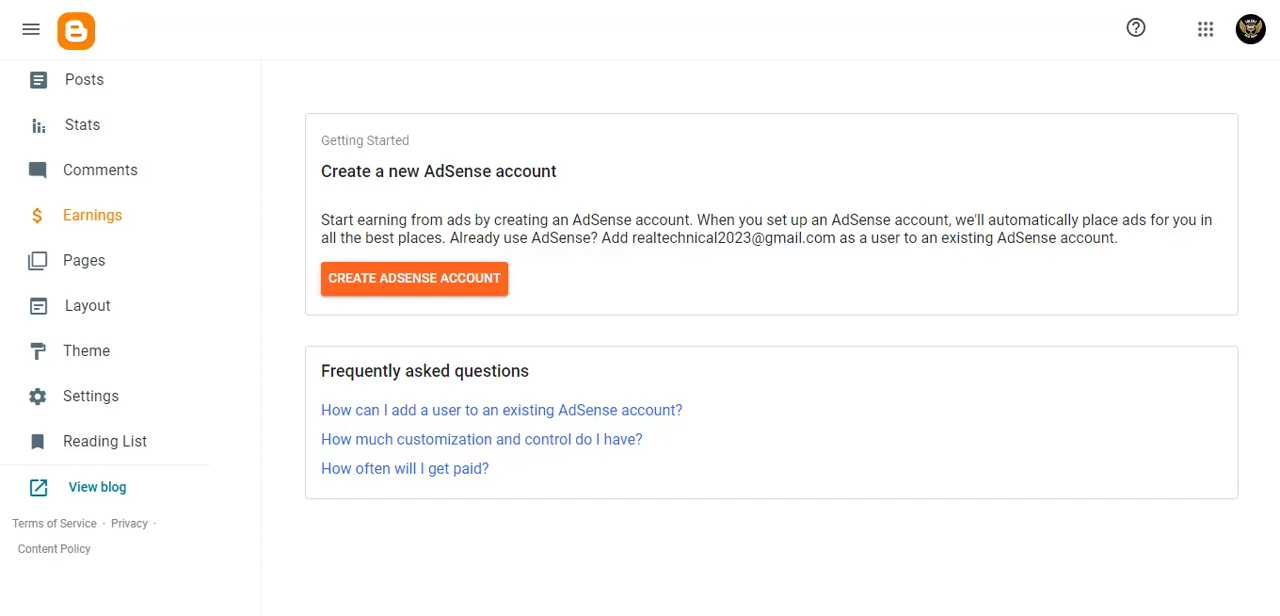 Posts
Stats
Comments
Earnings
Pages
Layout
Theme
Settings
Reading List
View blog
Terms of Service · Privacy ·
Content Policy
Getting Started
Create a new AdSense account
Start earning from ads by creating an AdSense account. When you set up an AdSense account, we'll automatically place ads for you in
all the best places. Already use AdSense? Add realtechnical2023@gmail.com as a user to an existing AdSense account.
CREATE ADSENSE ACCOUNT
Frequently asked questions
How can I add a user to an existing AdSense account?
How much customization and control do I have?
How often will I get paid?